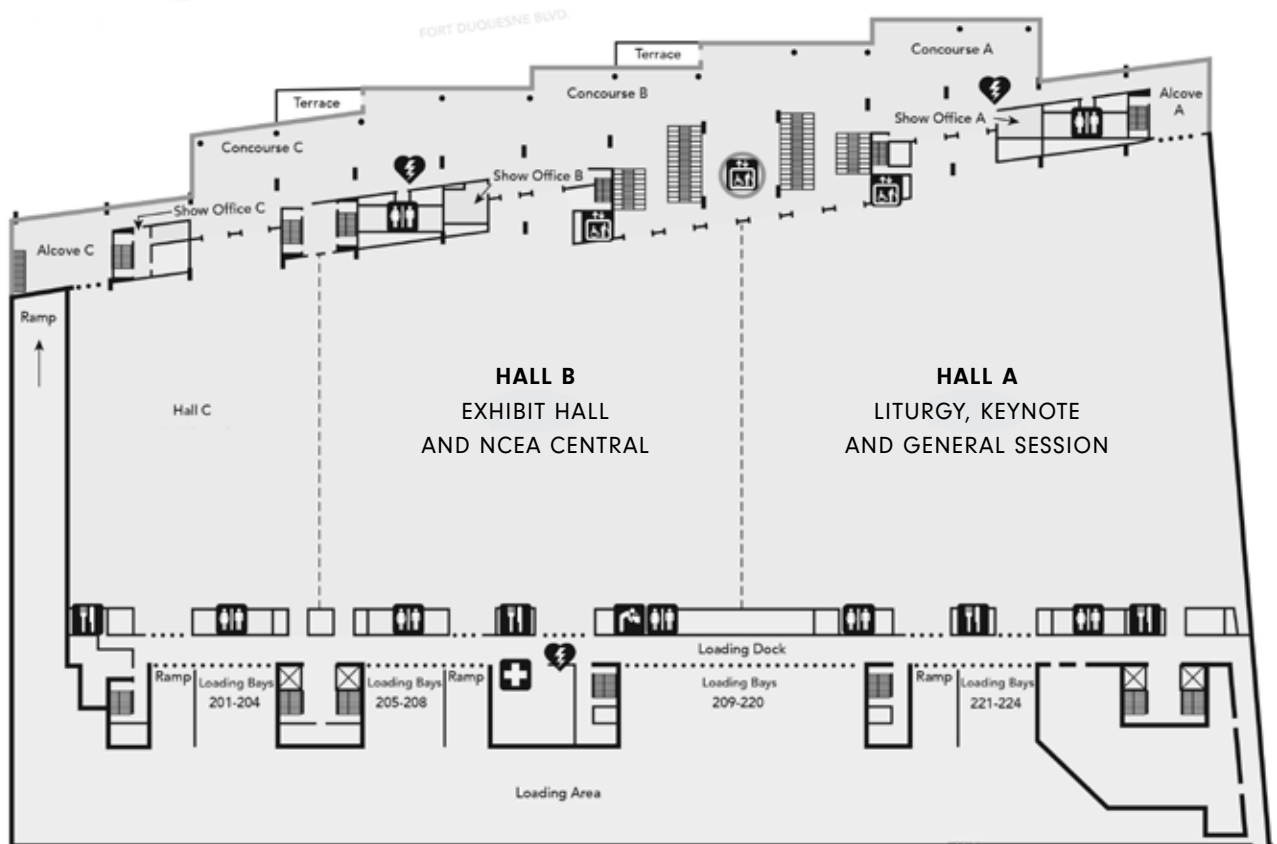 FORT DUQUESNE BLVD.
Concourse A
Terrace
Concourse B
Alcove
A
Terrace
Show Office A
Concourse C
Show Office B
Show Office C
Alcove C
Ramp
HALL B
EXHIBIT HALL
AND NCEA CENTRAL
HALL A
LITURGY, KEYNOTE
AND GENERAL SESSION
Hall C
Loading Dock
Ramp
Loading Bays
201-204
Loading Bays
205-208
Ramp
Loading Bays
209-220
Ramp
Loading Bays
221-224
Loading Area